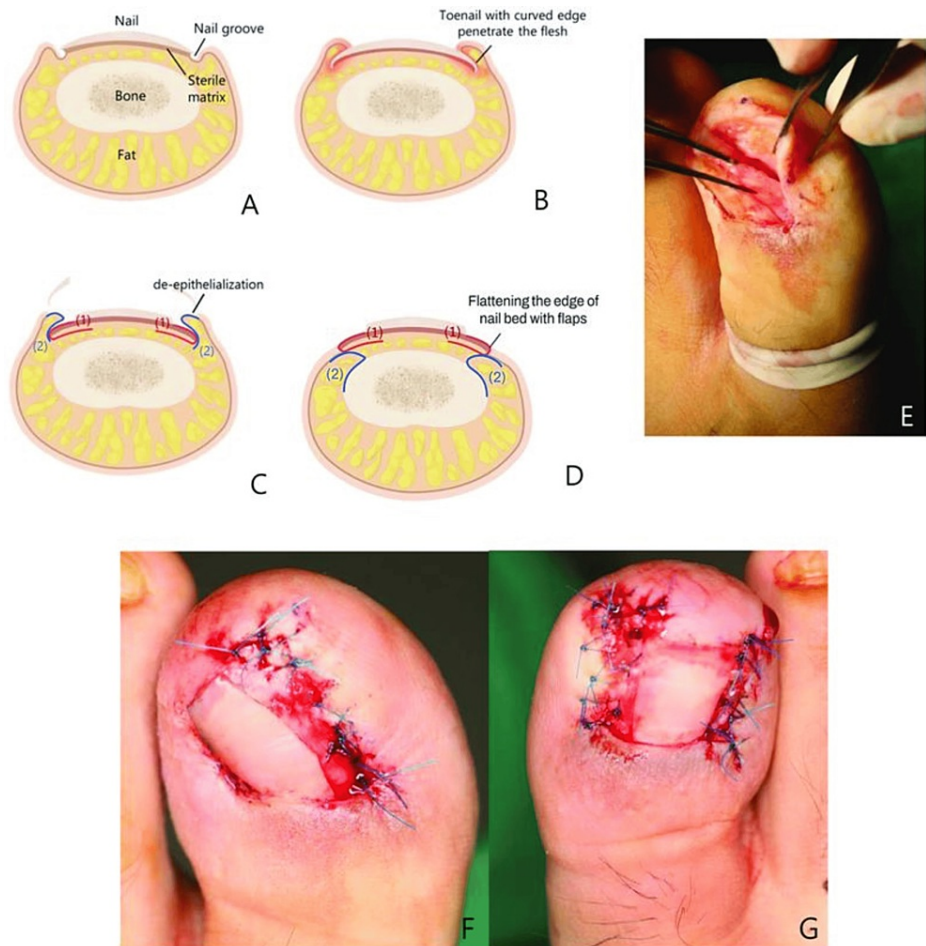 Nail
Nail groove
Sterile
matrix
Bone
Fat
A
Toenail with curved edge
penetrate the flesh
B
de-epithelialization
(1)
(1)
(2)
(2)
C
Flattening the edge of
nail bed with flaps
(1)
(1)
(2)
(2)
D
E
F
G